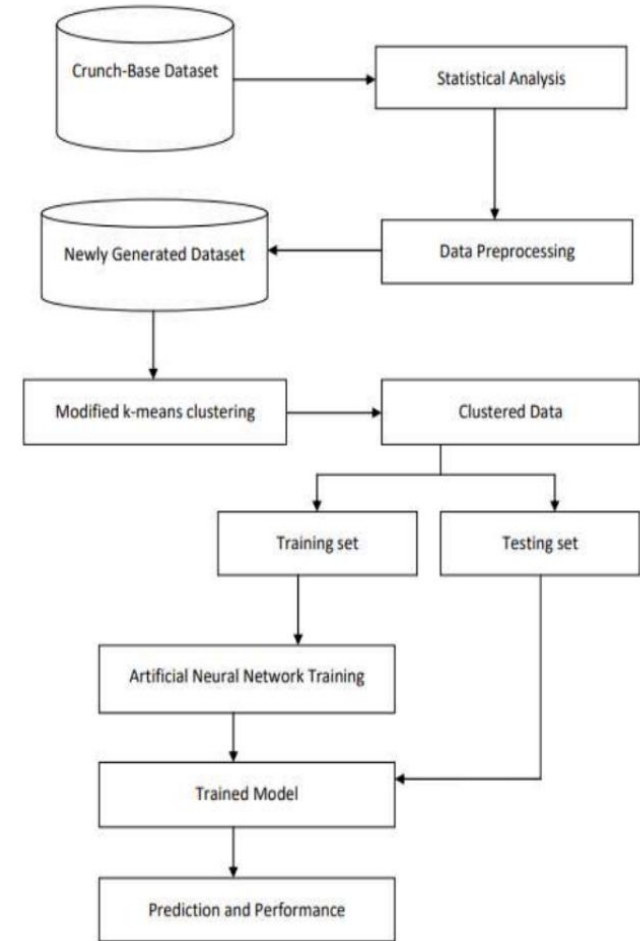 Crunch-Base Dataset
Statistical Analysis
Newly Generated Dataset
Data Preprocessing
Modified k-means clustering
Clustered Data
Training set
Testing set
Artificial Neural Network Training
Trained Model
Prediction and Performance